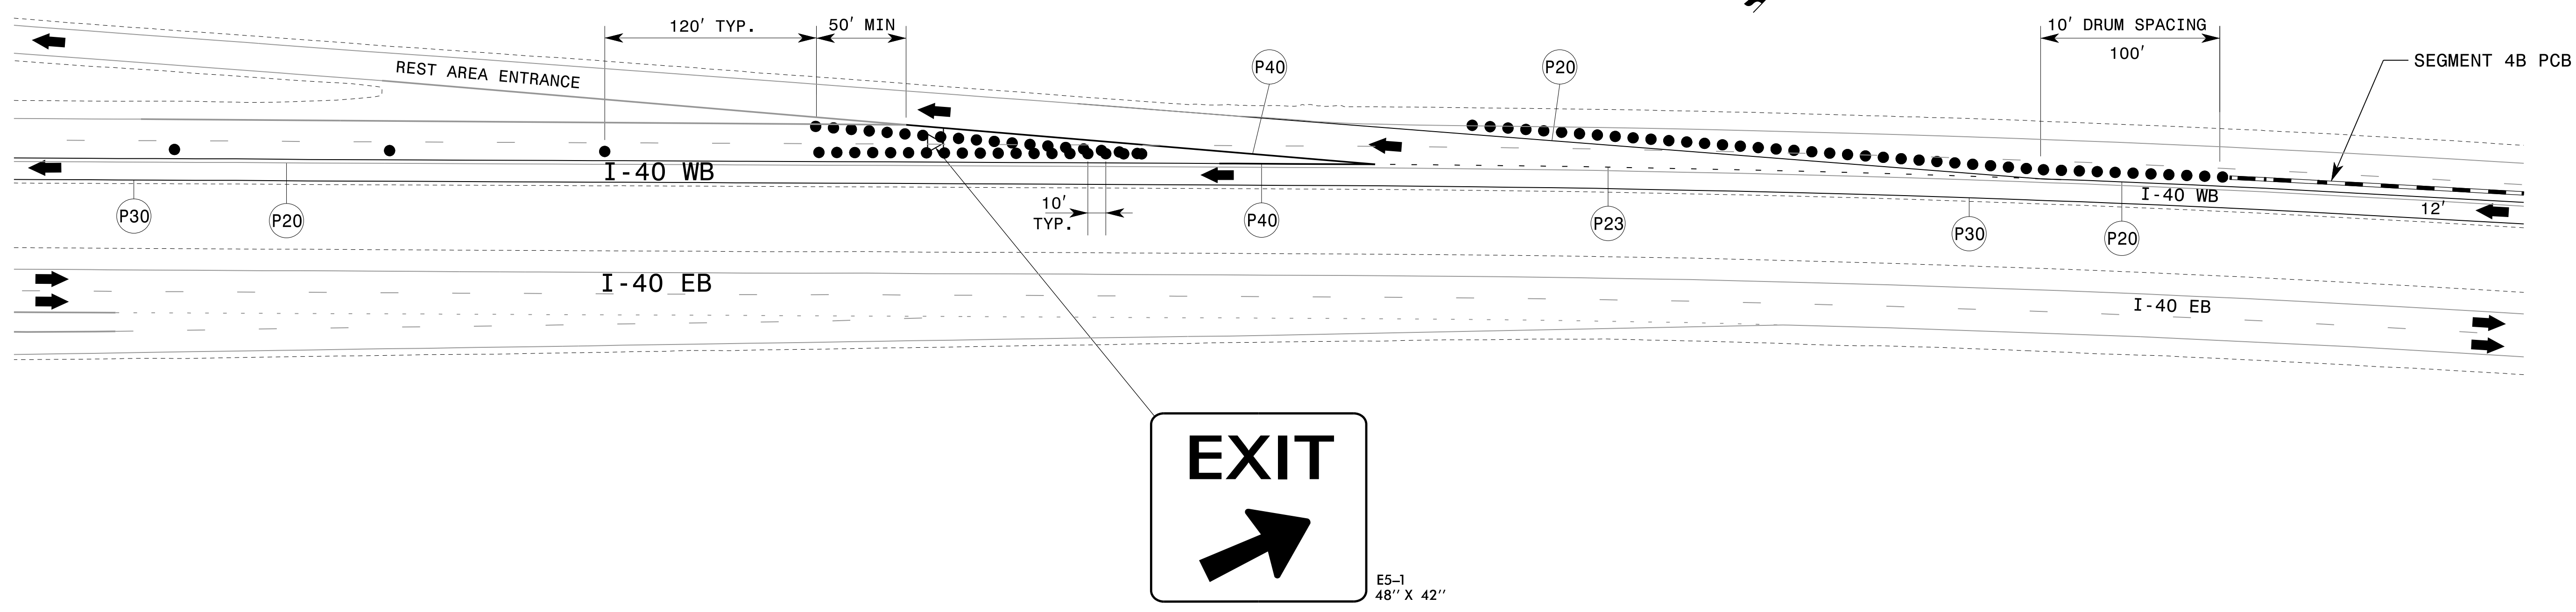 120' TYP.
50' MIN
10' DRUM SPACING
100'
SEGMENT 4B PCB
REST AREA ENTRANCE
P40
P20
I-40 WB
I-40 WB
12'
P30
P20
10'
TYP.
P40
P23
P30
P20
I-40 EB
I-40 EB
EXIT
E5-1
48" X 42"